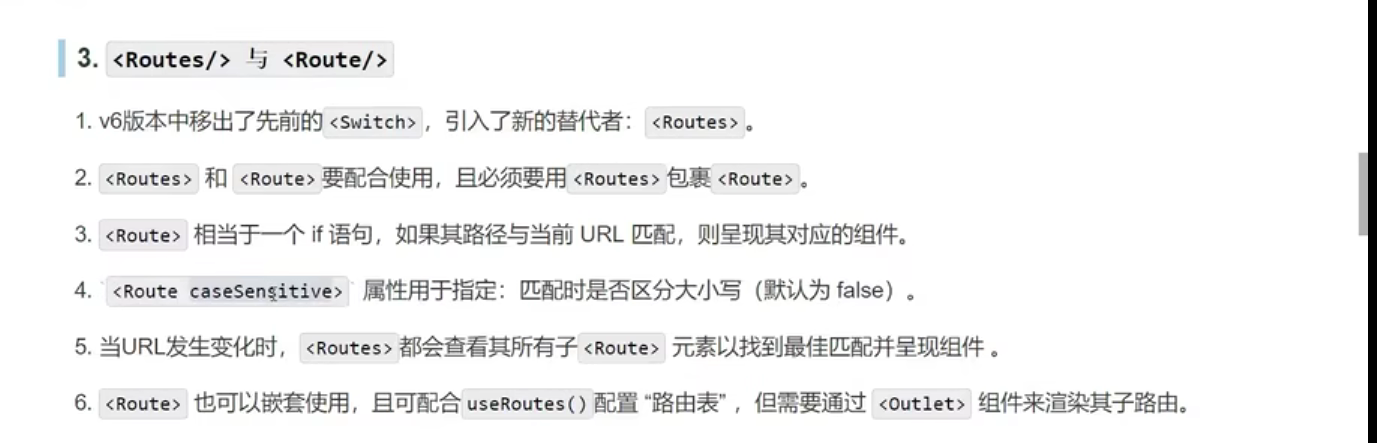 3. <Routes/> 与 <Route/>
1. v6版本中移出了先前的<Switch>，引入了新的替代者：<Routes>。
2. <Routes> 和 <Route>要配合使用，且必须要用<Routes>包裹<Route>。
3. <Route> 相当于一个 if 语句，如果其路径与当前 URL 匹配，则呈现其对应的组件。
4. `<Route caseSensitive>` 属性用于指定：匹配时是否区分大小写（默认为 false）。
5. 当URL发生变化时，<Routes>都会查看其所有子<Route> 元素以找到最佳匹配并呈现组件 。
6. <Route> 也可以嵌套使用，且可配合useRoutes()配置 “路由表” ，但需要通过 <Outlet> 组件来渲染其子路由。